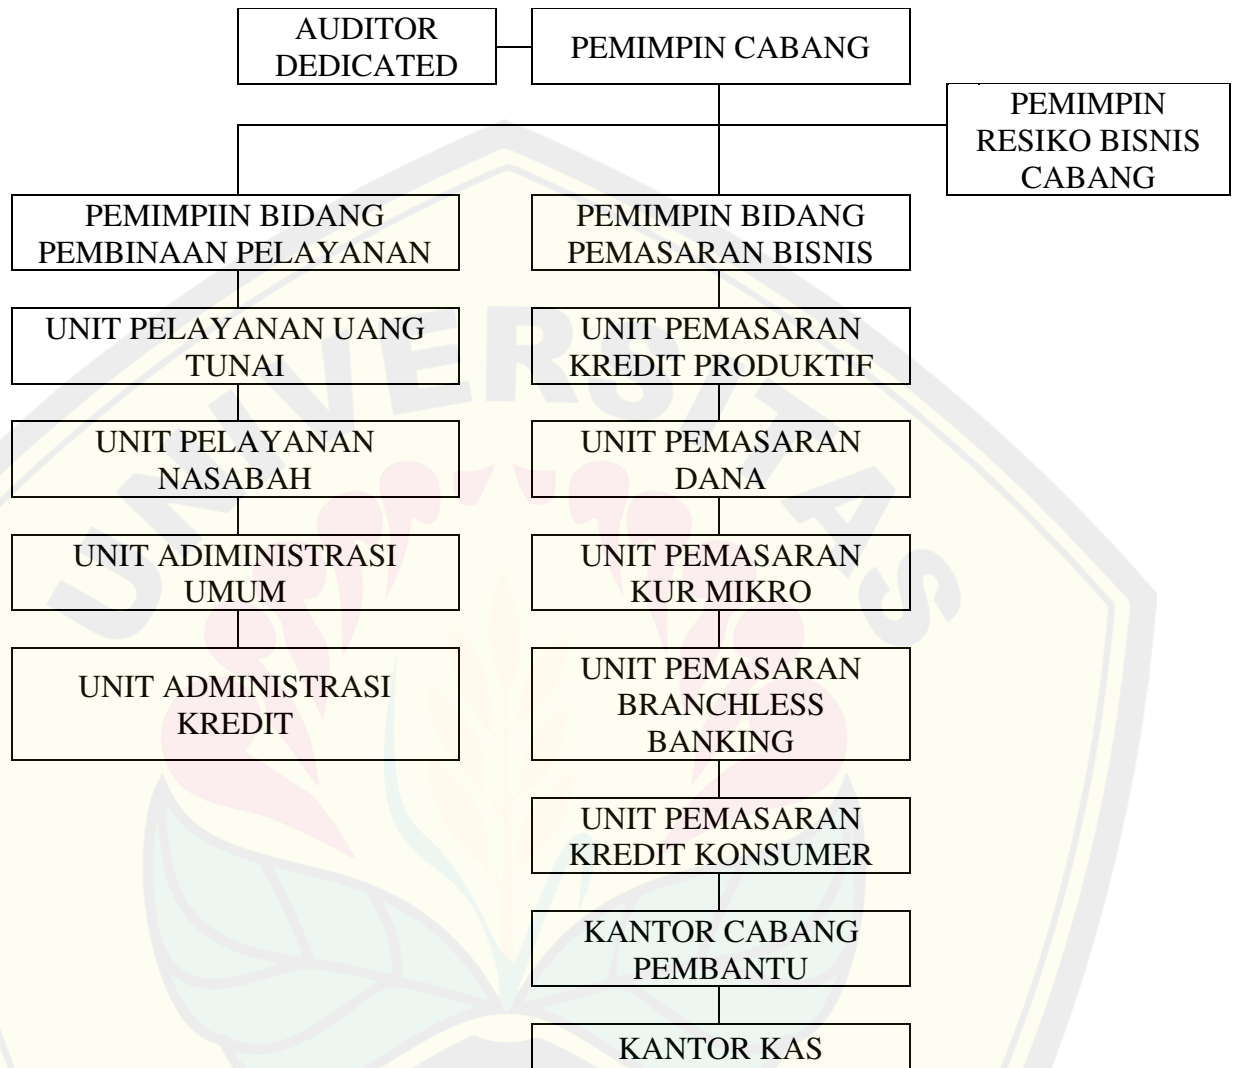 AUDITOR
DEDICATED
PEMIMPIN CABANG
PEMIMPIN
RESIKO BISNIS
CABANG
PEMIMPIIN BIDANG
PEMBINAAN PELAYANAN
PEMIMPIN BIDANG
PEMASARAN BISNIS
UNIT PELAYANAN UANG
TUNAI
UNIT PEMASARAN
KREDIT PRODUKTIF
UNIT PELAYANAN
NASABAH
UNIT PEMASARAN
DANA
UNIT ADIMINISTRASI
UMUM
UNIT PEMASARAN
KUR MIKRO
UNIT ADMINISTRASI
KREDIT
UNIT PEMASARAN
BRANCHLESS
BANKING
UNIT PEMASARAN
KREDIT KONSUMER
KANTOR CABANG
PEMBANTU
KANTOR KAS
UNIVERSITAS